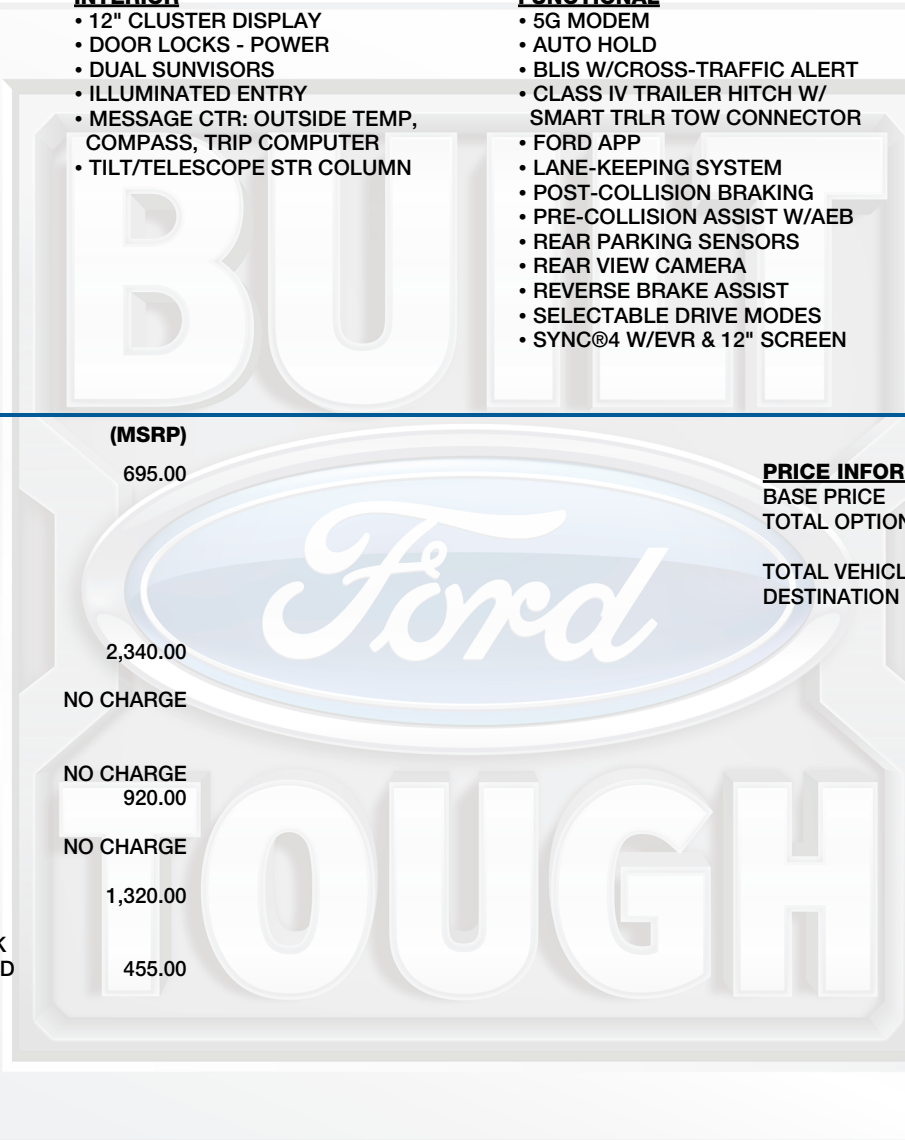 INTERIOR
• 12" CLUSTER DISPLAY
• DOOR LOCKS - POWER
• DUAL SUNVISORS
• ILLUMINATED ENTRY
• MESSAGE CTR: OUTSIDE TEMP,
COMPASS, TRIP COMPUTER
• TILT/TELESCOPE STR COLUMN
FUNCTIONAL
• 5G MODEM
• AUTO HOLD
• BLIS W/CROSS-TRAFFIC ALERT
• CLASS IV TRAILER HITCH W/
SMART TRLR TOW CONNECTOR
• FORD APP
• LANE-KEEPING SYSTEM
• POST-COLLISION BRAKING
• PRE-COLLISION ASSIST W/AEB
• REAR PARKING SENSORS
• REAR VIEW CAMERA
• REVERSE BRAKE ASSIST
• SELECTABLE DRIVE MODES
• SYNC®4 W/EVR & 12" SCREEN
BUILT
Ford
TOUGH
(MSRP)
695.00
2,340.00
NO CHARGE
NO CHARGE
920.00
NO CHARGE
1,320.00
K
D 455.00
PRICE INFOR
BASE PRICE
TOTAL OPTION
TOTAL VEHICL
DESTINATION